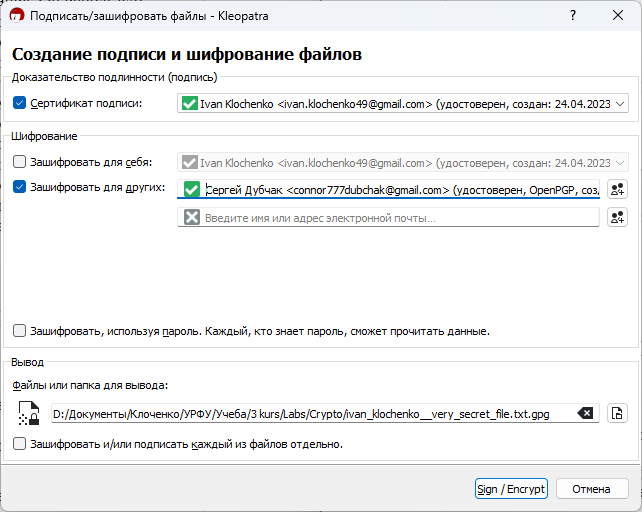 Подписать/зашифровать файлы - Kleopatra
Создание подписи и шифрование файлов
Доказательство подлинности (подпись)
Сертификат подписи:
Ivan Klochenko <ivan.klochenko49@gmail.com> (удостоверен, создан: 24.04.2023
Шифрование
Зашифровать для себя:
Ivan Klochenko <ivan.klochenko49@gmail.com> (удостоверен, создан: 24.04.2023
Зашифровать для других:
Сергей Дубчак <connor777dubchak@gmail.com> (удостоверен, OpenPGP, соз
Введите имя или адрес электронной почты...
Зашифровать, используя пароль. Каждый, кто знает пароль, сможет прочитать данные.
Вывод
Файлы или папка для вывода:
D:/Документы/Клоченко/УРФУ/Учеба/3 kurs/Labs/Crypto/ivan_klochenko__very_secret_file.txt.gpg
Зашифровать и/или подписать каждый из файлов отдельно.
Sign / Encrypt
Отмена